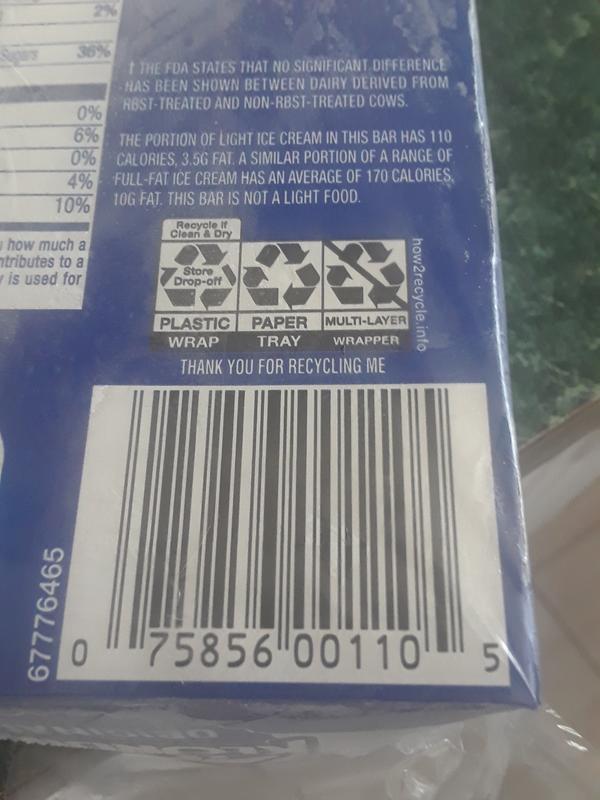 2%
Sugars 36%
0%
6%
0%
4%
10%
how much a
ntributes to a
y is used for
† THE FDA STATES THAT NO SIGNIFICANT DIFFERENCE
HAS BEEN SHOWN BETWEEN DAIRY DERIVED FROM
RBST-TREATED AND NON-RBST-TREATED COWS.
THE PORTION OF LIGHT ICE CREAM IN THIS BAR HAS 110
CALORIES, 3.5G FAT. A SIMILAR PORTION OF A RANGE OF
FULL-FAT ICE CREAM HAS AN AVERAGE OF 170 CALORIES,
10G FAT. THIS BAR IS NOT A LIGHT FOOD.
Recycle if
Clean & Dry
Store
Drop-off
PLASTIC PAPER MULTI-LAYER
WRAP TRAY WRAPPER
how2recycle.info
THANK YOU FOR RECYCLING ME
67776465
0 75856 00110 5